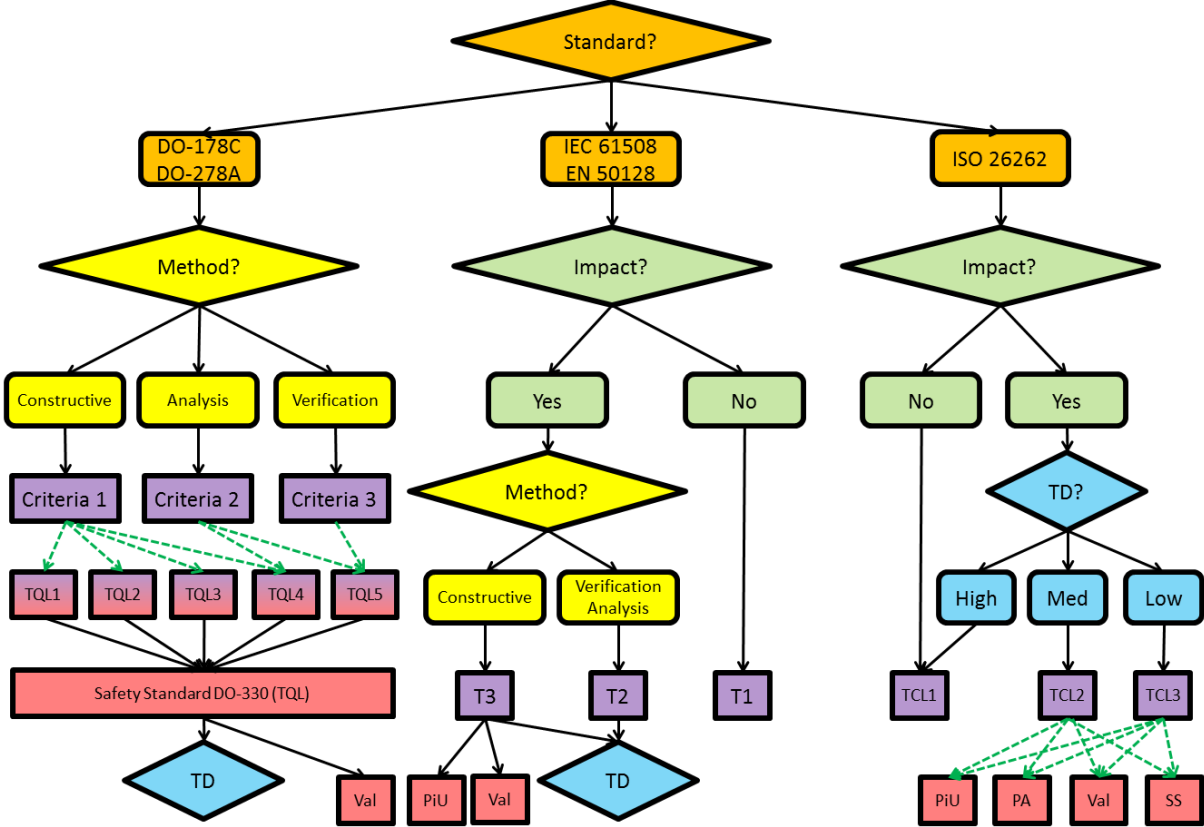 Standard?
DO-178C
DO-278A
IEC 61508
EN 50128
ISO 26262
Method?
Impact?
Impact?
Constructive
Analysis
Verification
Yes
No
No
Yes
Criteria 1
Criteria 2
Criteria 3
Method?
TD?
TQL1
TQL2
TQL3
TQL4
TQL5
Constructive
Verification
Analysis
High
Med
Low
Safety Standard DO-330 (TQL)
T3
T2
T1
TCL1
TCL2
TCL3
TD
Val
PiU
Val
TD
PiU
PA
Val
SS